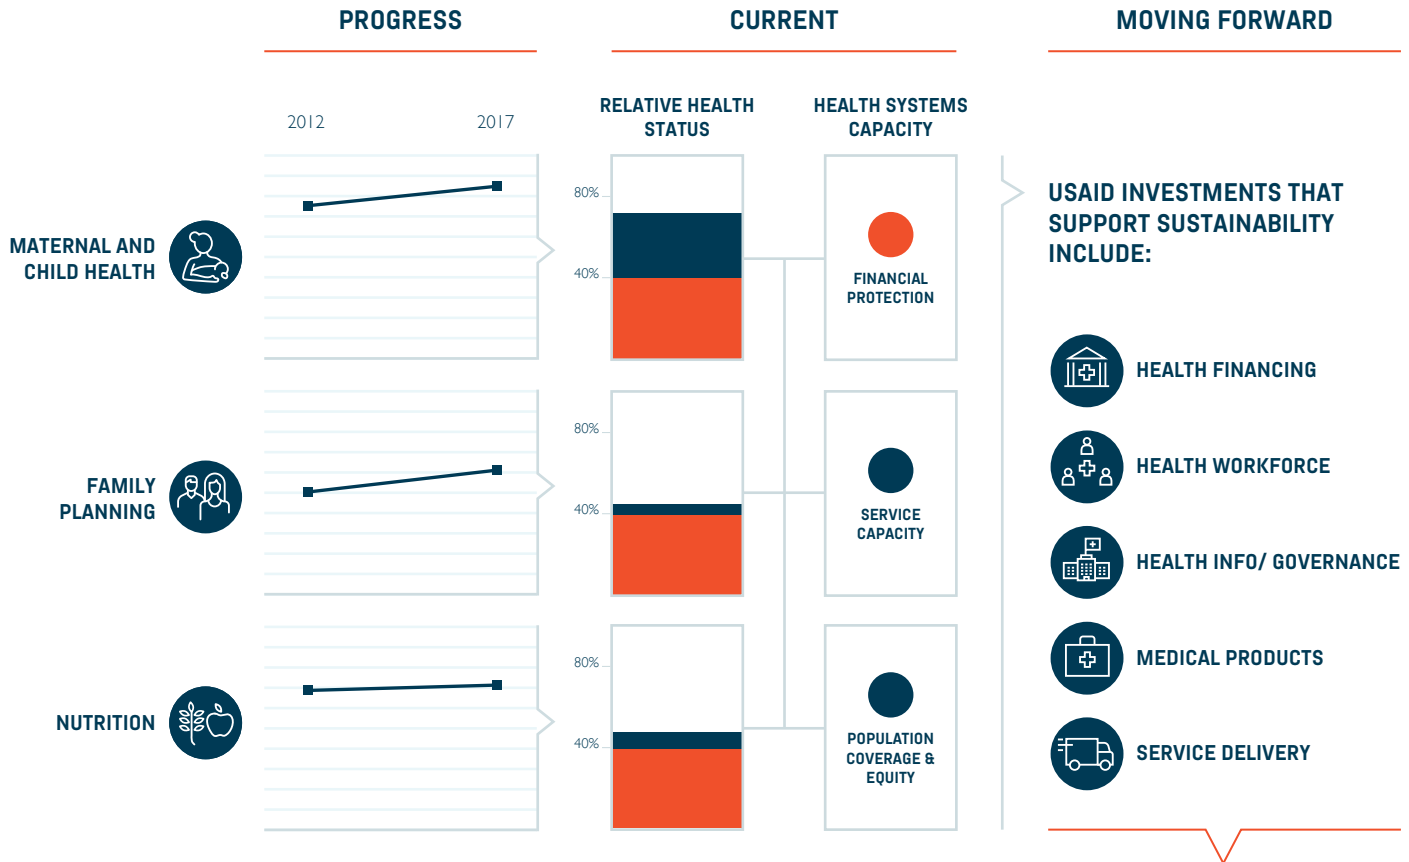 PROGRESS
CURRENT
MOVING FORWARD
2012
2017
RELATIVE HEALTH
STATUS
HEALTH SYSTEMS
CAPACITY
MATERNAL AND
CHILD HEALTH
80%
40%
FINANCIAL
PROTECTION
FAMILY
PLANNING
80%
40%
SERVICE
CAPACITY
NUTRITION
80%
40%
POPULATION
COVERAGE &
EQUITY
USAID INVESTMENTS THAT
SUPPORT SUSTAINABILITY
INCLUDE:
HEALTH FINANCING
HEALTH WORKFORCE
HEALTH INFO/ GOVERNANCE
MEDICAL PRODUCTS
SERVICE DELIVERY